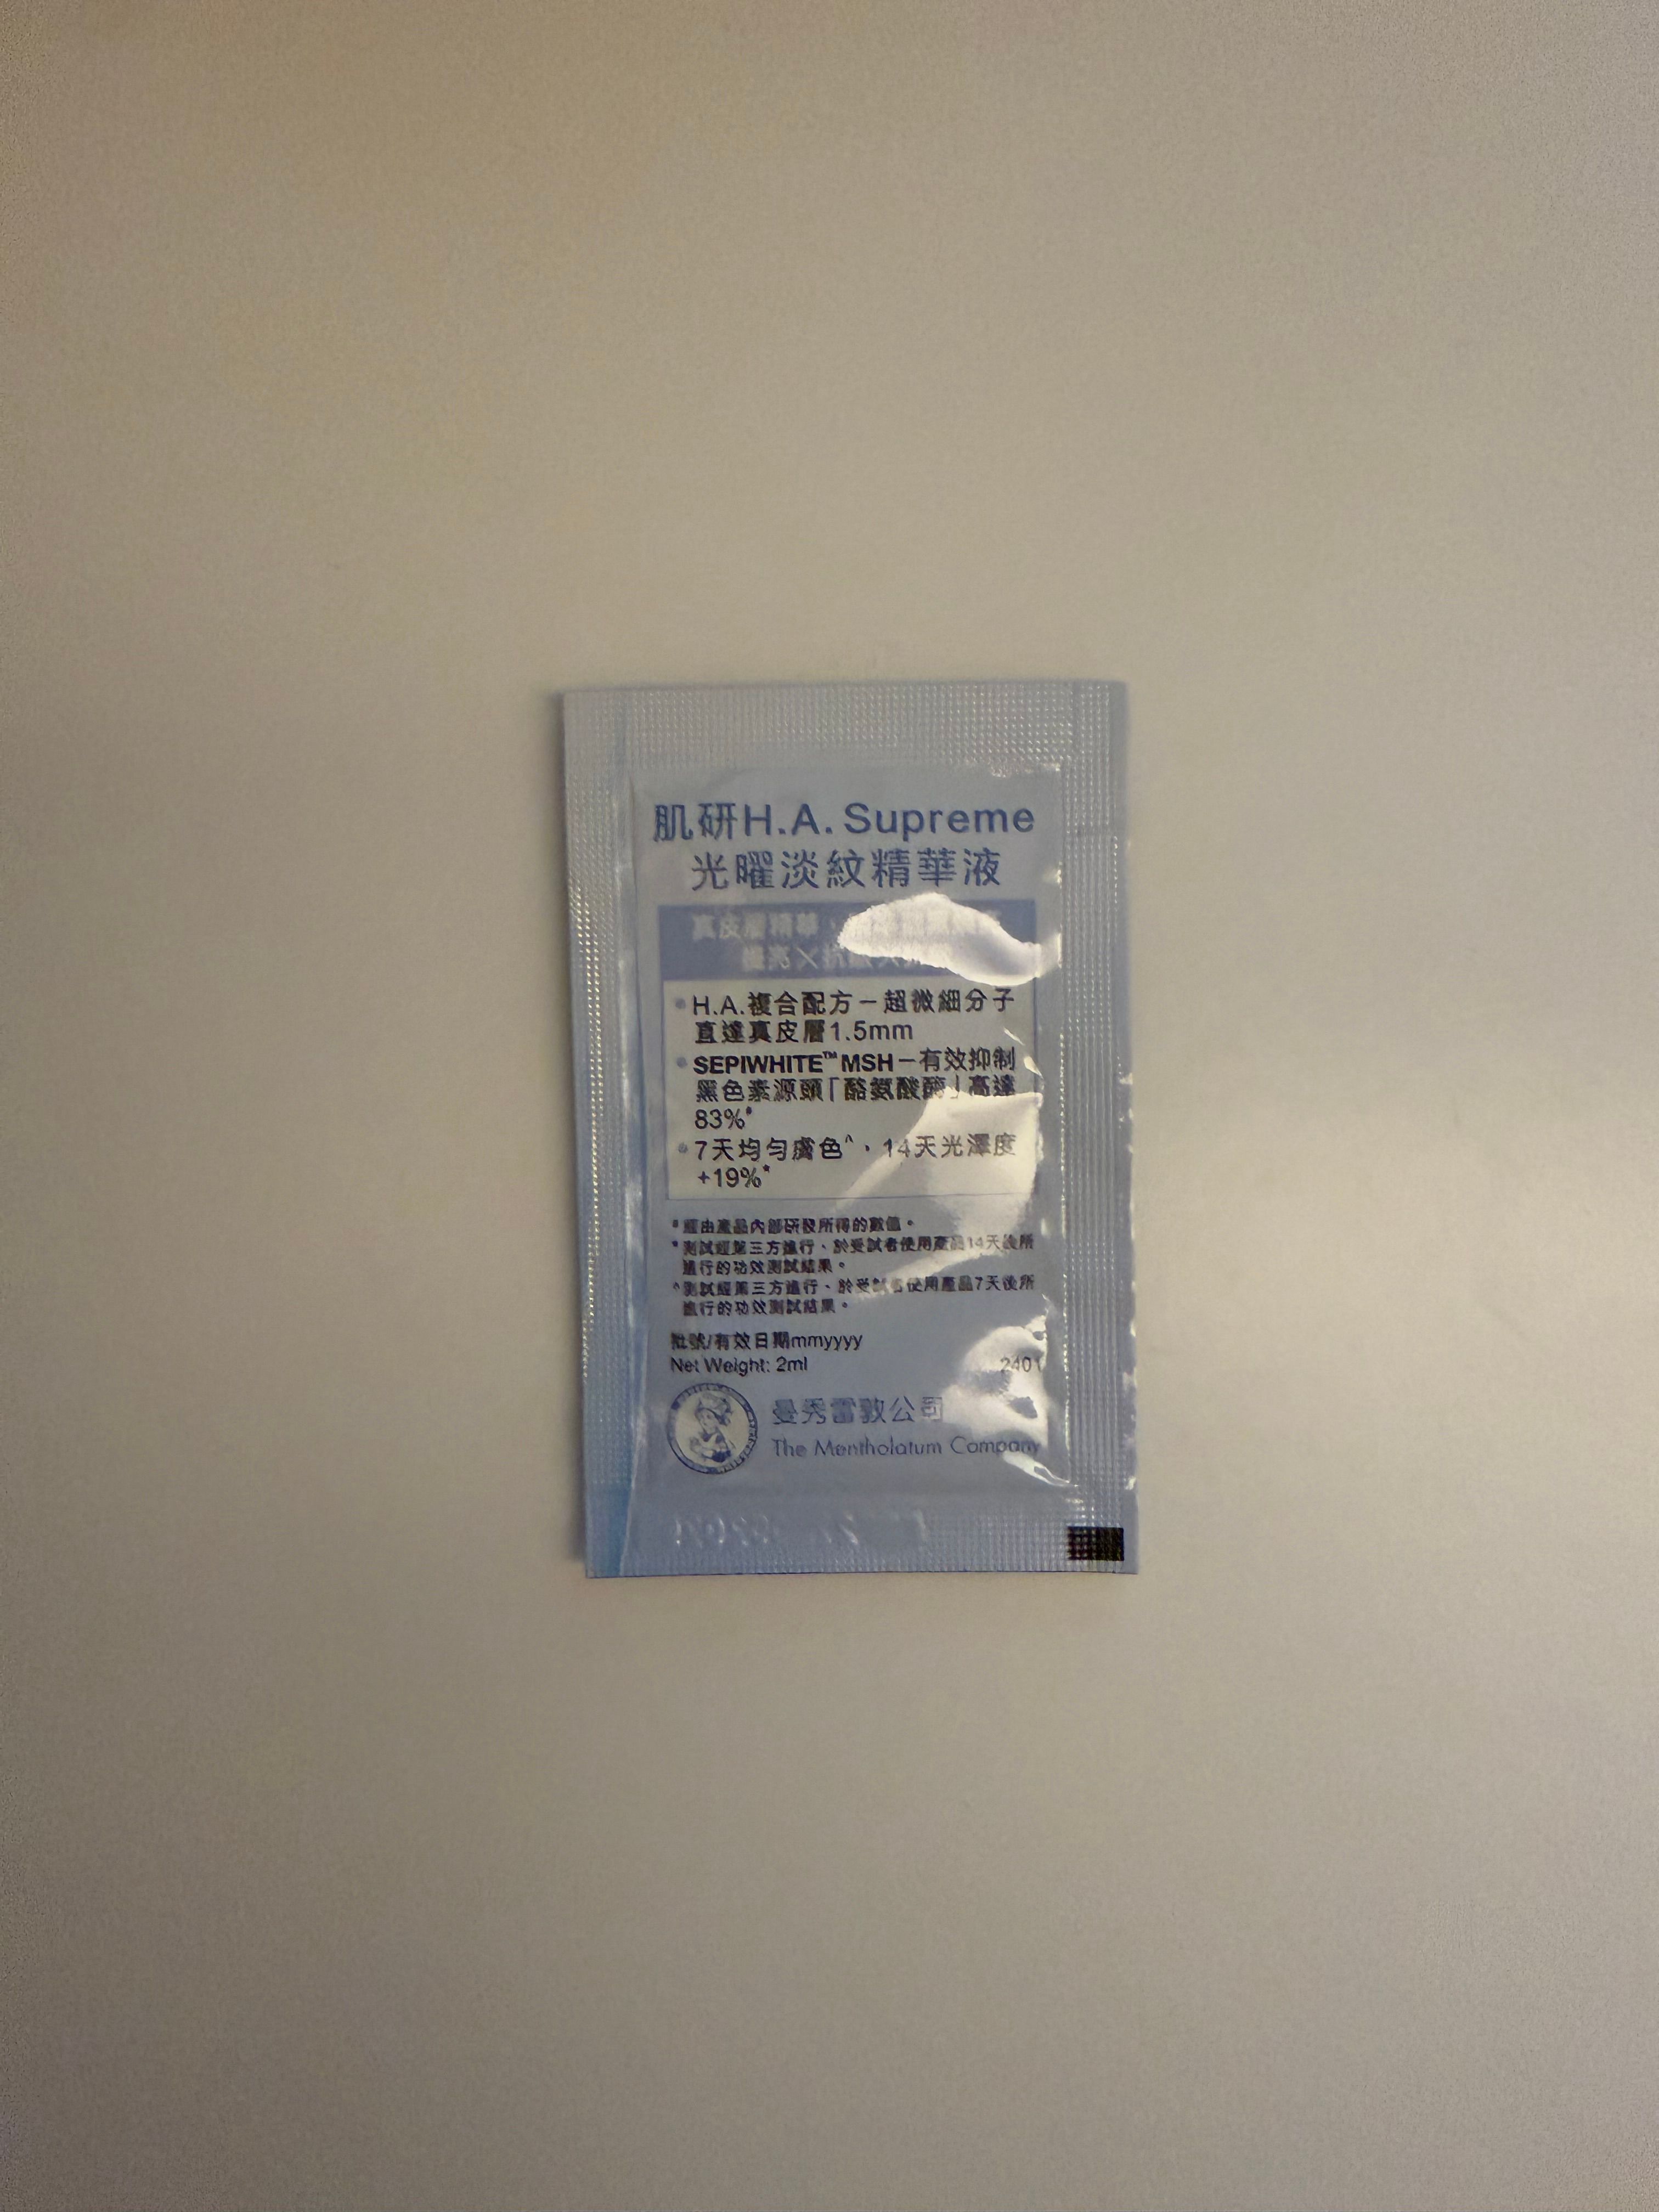 肌研H.A. Supreme
光曜淡紋精華液
真皮層精華
提亮×抗
•H.A.複合配方－超微細分子
直達真皮層1.5mm
•SEPIWHITE™ MSH－有效抑制
黑色素源頭「酪氨酸酶」高達
83%#
•7天均勻膚色^，14天光澤度
+19%*
# 經由產品內部研發所得的數值。
* 測試經第三方進行、於受試者使用產品14天後所
進行的功效測試結果。
^ 測試經第三方進行、於受試者使用產品7天後所
進行的功效測試結果。
批號/有效日期mmyyyy
Net Weight: 2ml 2401
曼秀雷敦公司
The Mentholatum Company